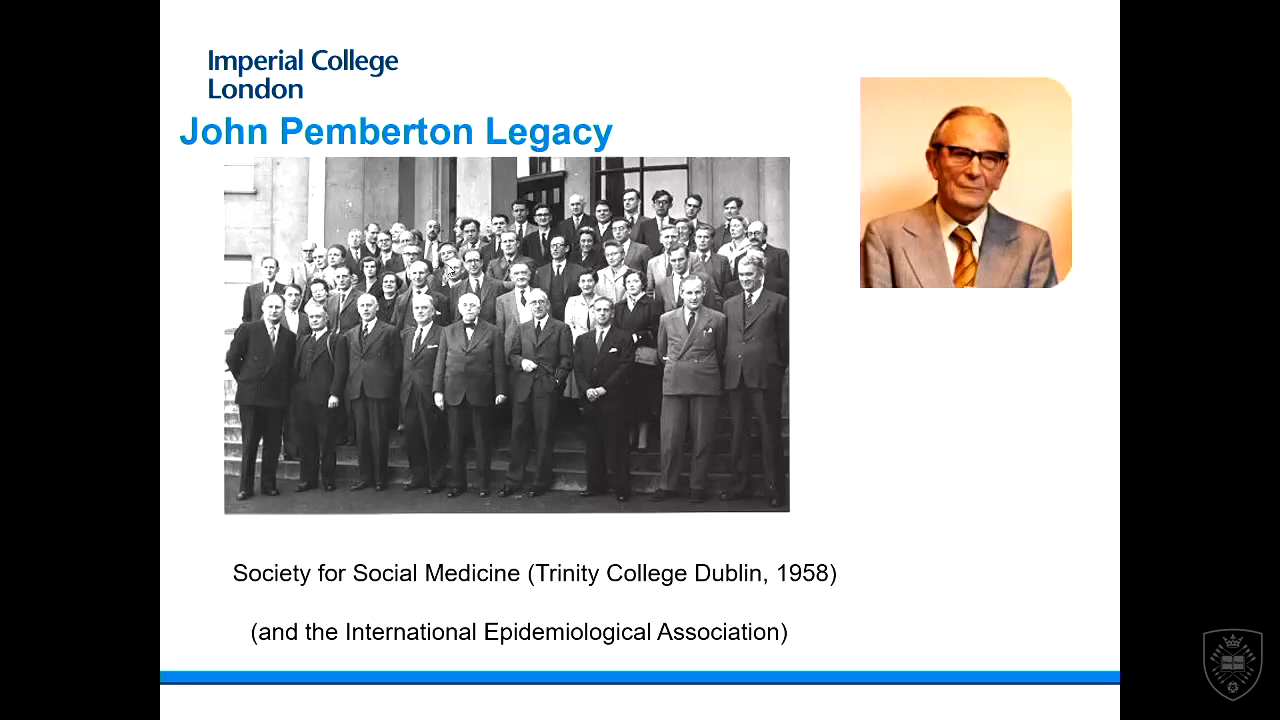 Imperial College
London
John Pemberton Legacy
Society for Social Medicine (Trinity College Dublin, 1958)
(and the International Epidemiological Association)